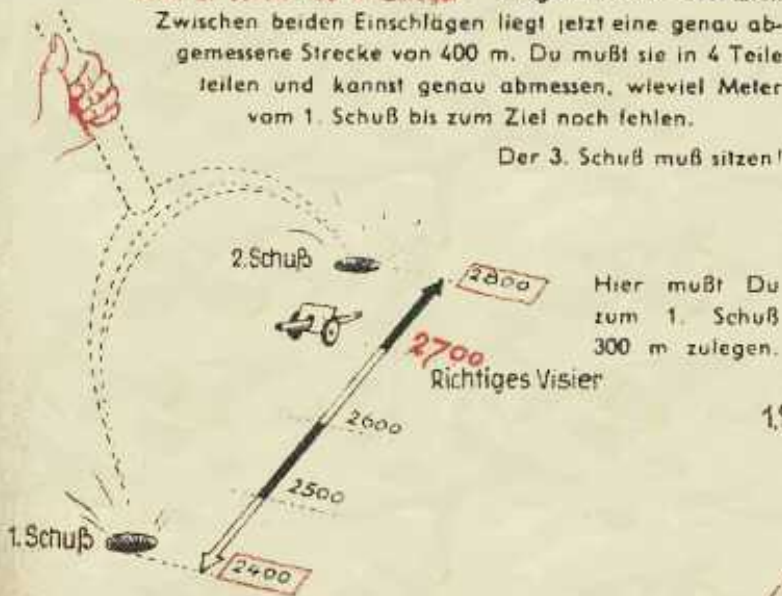 Zwischen beiden Einschlägen liegt jetzt eine genau ab-
gemessene Strecke von 400 m. Du mußt sie in 4 Teile
teilen und kannst genau abmessen, wieviel Meter
vom 1. Schuß bis zum Ziel noch fehlen.
Der 3. Schuß muß sitzen!
2.Schuß
2800
Hier mußt Du
zum 1. Schuß
300 m zulegen.
2700
Richtiges Visier
2600
2500
1.Schuß
2400